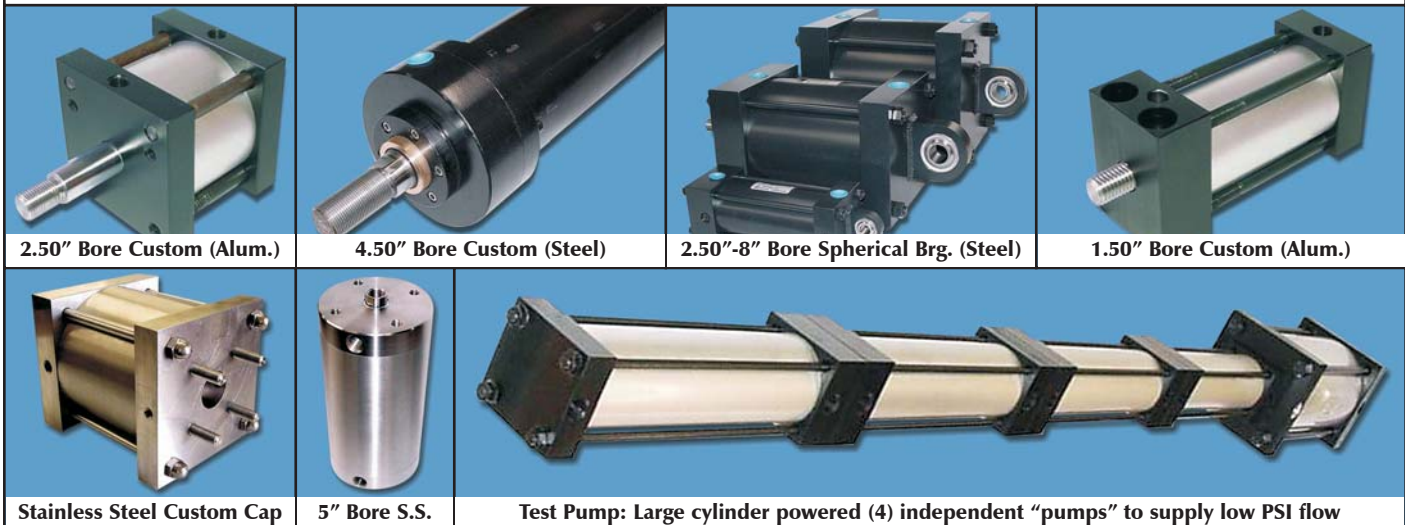 2.50” Bore Custom (Alum.)
4.50” Bore Custom (Steel)
2.50”-8” Bore Spherical Brg. (Steel)
1.50” Bore Custom (Alum.)
Stainless Steel Custom Cap
5” Bore S.S.
Test Pump: Large cylinder powered (4) independent “pumps” to supply low PSI flow